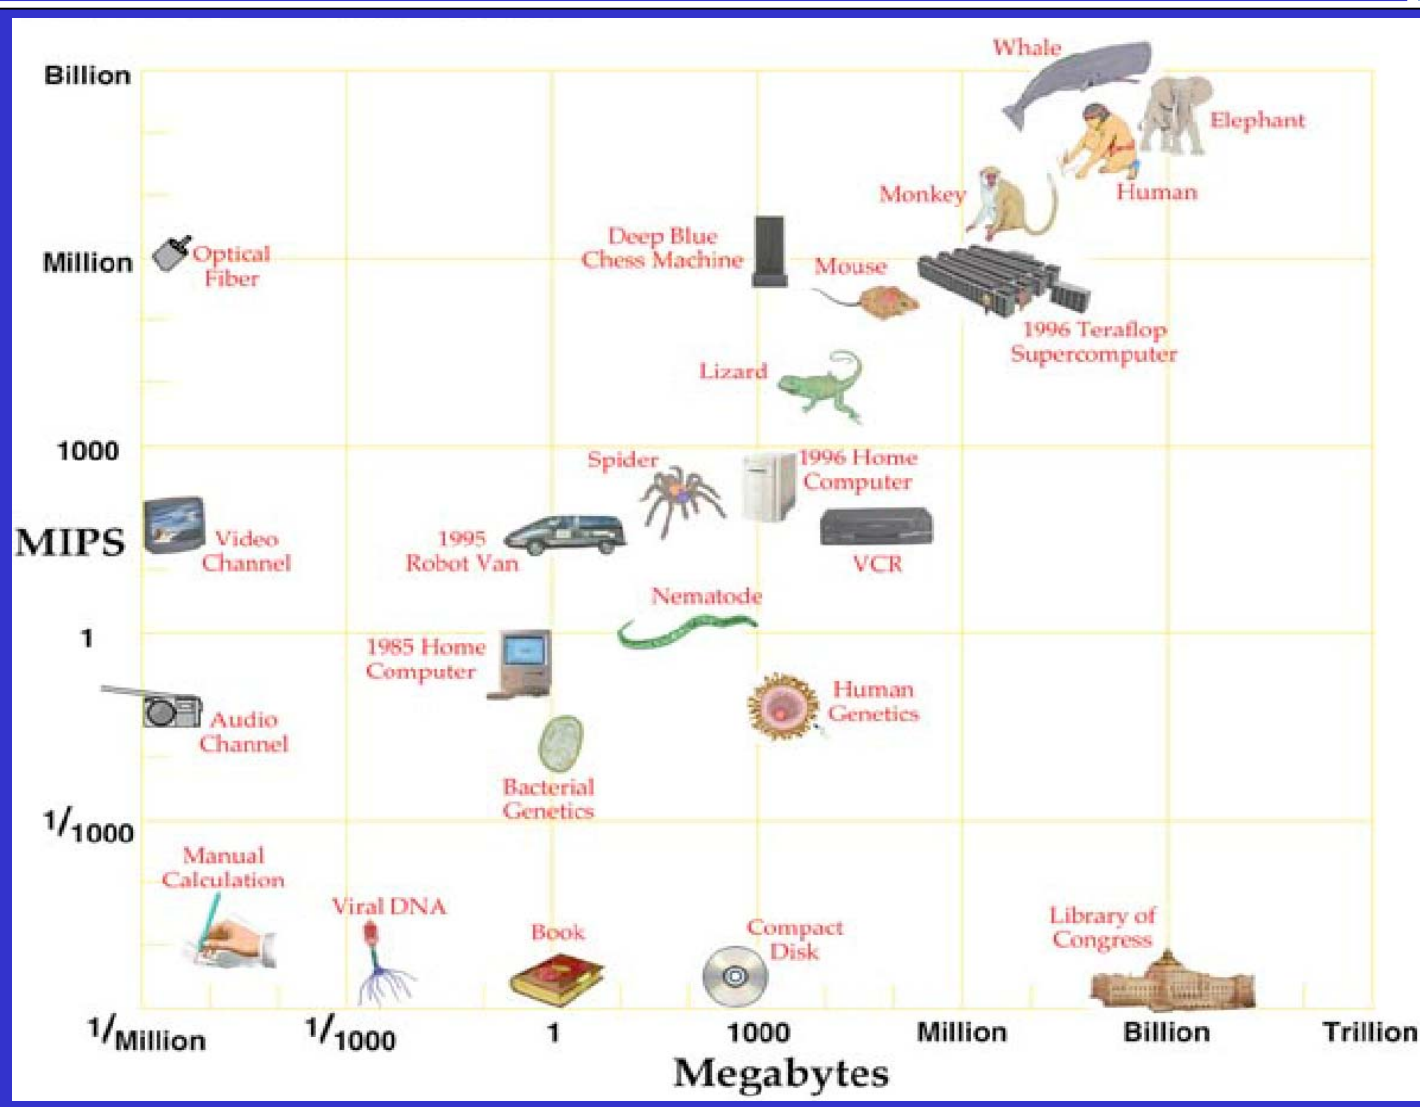 Whale
Billion
Elephant
Monkey
Human
Deep Blue
Chess Machine
Optical
Fiber
Million
Mouse
1996 Teraflop
Supercomputer
Lizard
1000
Spider
1996 Home
Computer
MIPS
Video
Channel
1995
Robot Van
VCR
Nematode
1
1985 Home
Computer
Human
Genetics
Audio
Channel
Bacterial
Genetics
1/1000
Manual
Calculation
Viral DNA
Book
Compact
Disk
Library of
Congress
1/Million
1/1000
1
1000
Million
Billion
Trillion
Megabytes